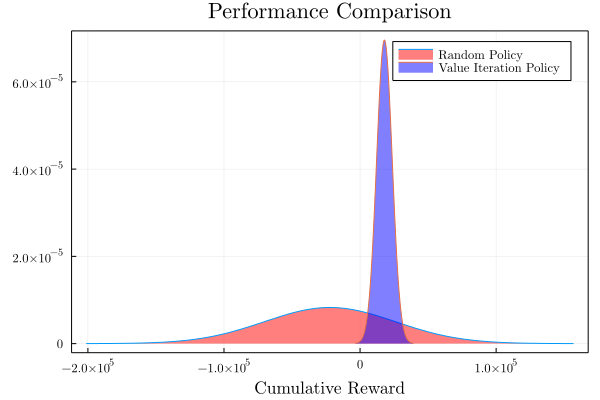 Performance Comparison
Random Policy
Value Iteration Policy
6.0×10⁻⁵
4.0×10⁻⁵
2.0×10⁻⁵
0
−2.0×10⁵ −1.0×10⁵ 0 1.0×10⁵
Cumulative Reward